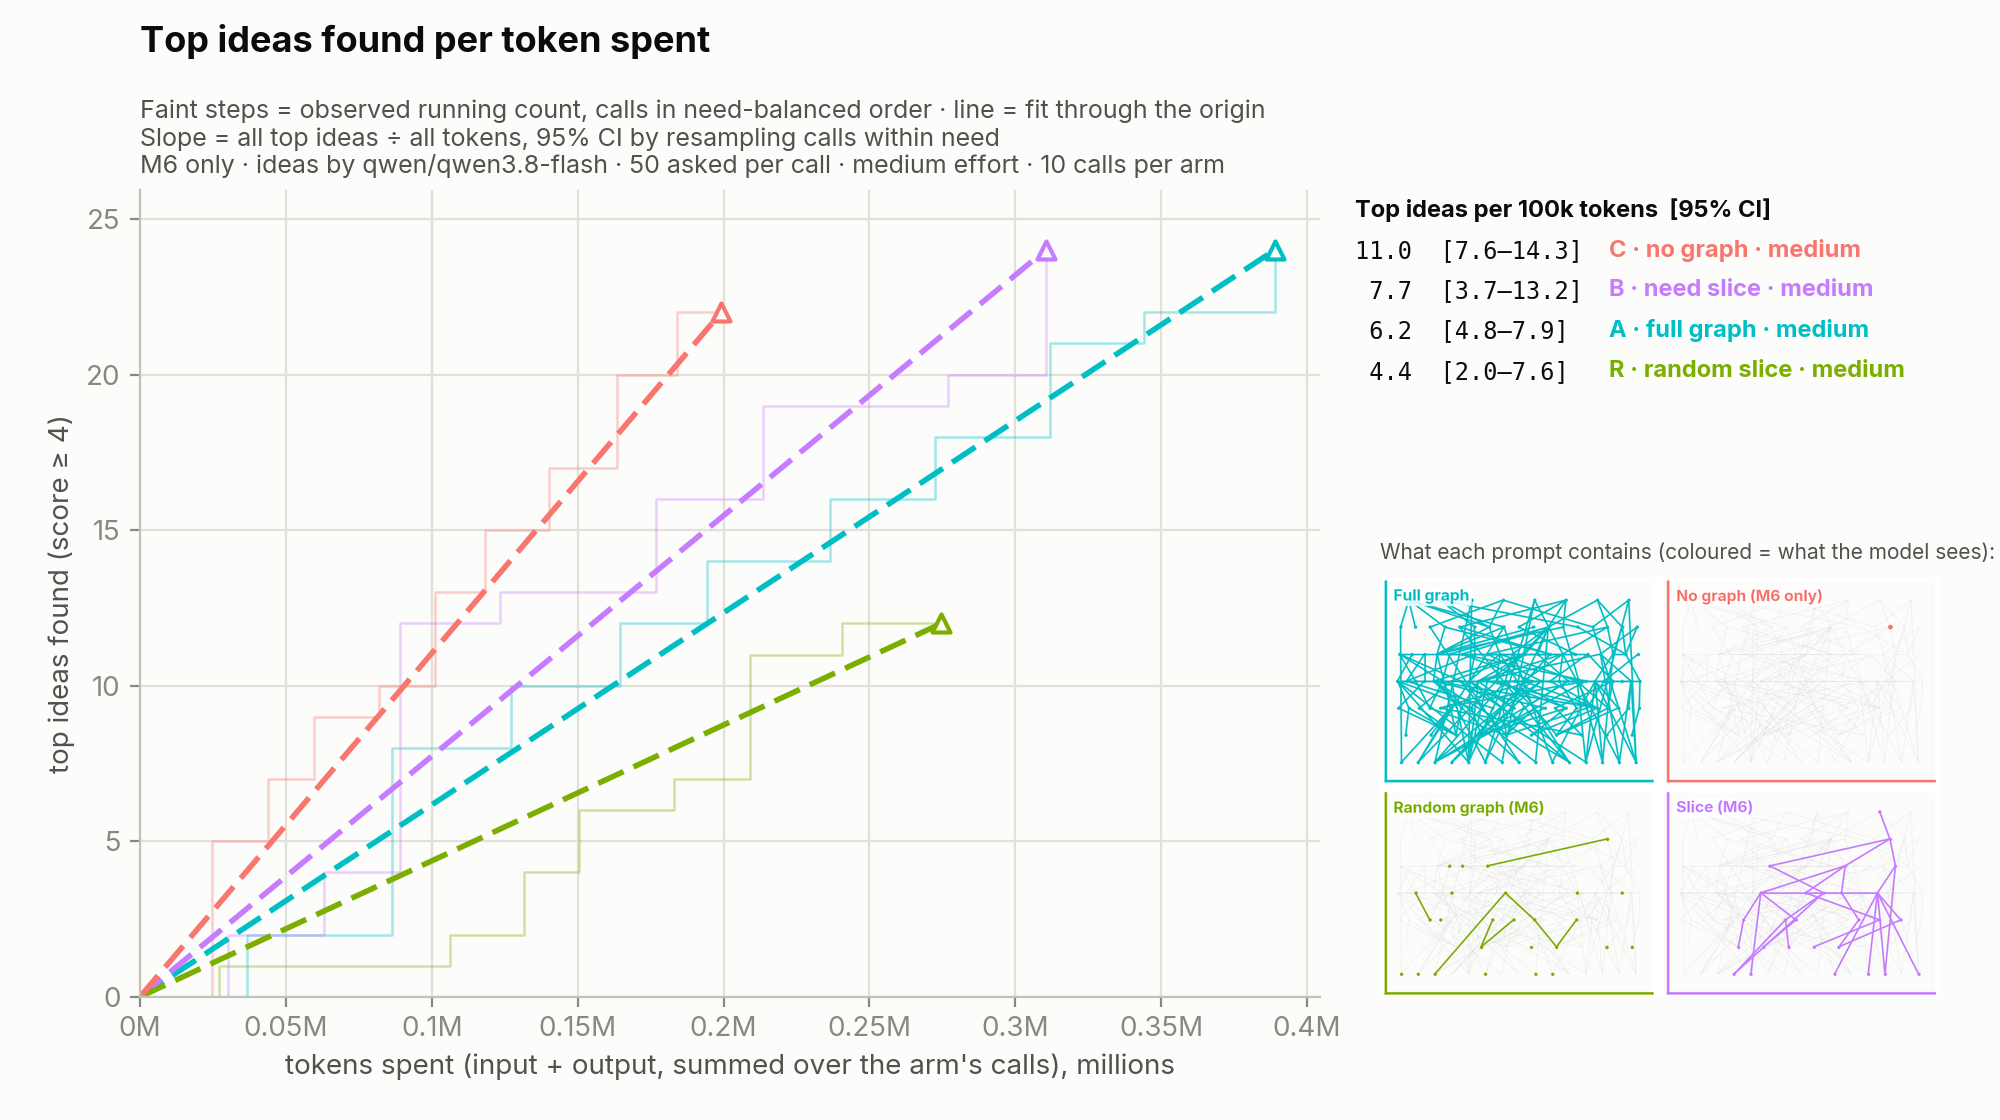 Top ideas found per token spent
Faint steps = observed running count, calls in need-balanced order · line = fit through the origin
Slope = all top ideas ÷ all tokens, 95% CI by resampling calls within need
M6 only · ideas by qwen/qwen3.8-flash · 50 asked per call · medium effort · 10 calls per arm
top ideas found (score ≥ 4)
25
20
15
10
5
0
0M 0.05M 0.1M 0.15M 0.2M 0.25M 0.3M 0.35M 0.4M
tokens spent (input + output, summed over the arm's calls), millions
Top ideas per 100k tokens [95% CI]
11.0 [7.6–14.3] C · no graph · medium
7.7 [3.7–13.2] B · need slice · medium
6.2 [4.8–7.9] A · full graph · medium
4.4 [2.0–7.6] R · random slice · medium
What each prompt contains (coloured = what the model sees):
Full graph
No graph (M6 only)
Random graph (M6)
Slice (M6)